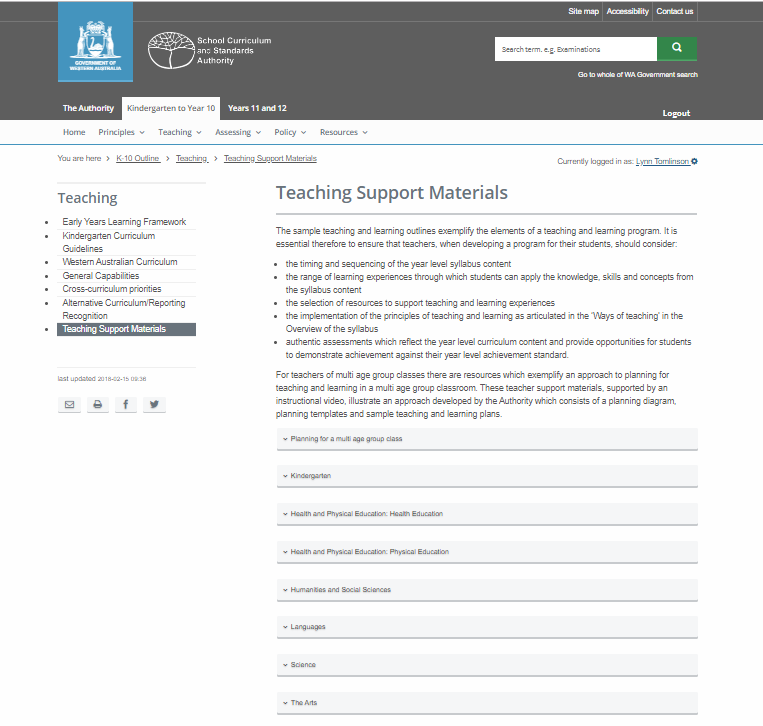 Site map Accessibility Contact us
GOVERNMENT OF
WESTERN AUSTRALIA
School Curriculum
and Standards
Authority
Search term. e.g. Examinations
Go to whole of WA Government search
The Authority Kindergarten to Year 10 Years 11 and 12
Logout
Home Principles Teaching Assessing Policy Resources
You are here > K-10 Outline > Teaching > Teaching Support Materials
Currently logged in as: Lynn Tomlinson
Teaching
• Early Years Learning Framework
• Kindergarten Curriculum
Guidelines
• Western Australian Curriculum
• General Capabilities
• Cross-curriculum priorities
• Alternative Curriculum/Reporting
Recognition
• Teaching Support Materials
last updated 2018-02-15 09:36
Teaching Support Materials
The sample teaching and learning outlines exemplify the elements of a teaching and learning program. It is
essential therefore to ensure that teachers, when developing a program for their students, should consider:
• the timing and sequencing of the year level syllabus content
• the range of learning experiences through which students can apply the knowledge, skills and concepts from
the syllabus content
• the selection of resources to support teaching and learning experiences
• the implementation of the principles of teaching and learning as articulated in the 'Ways of teaching' in the
Overview of the syllabus
• authentic assessments which reflect the year level curriculum content and provide opportunities for students
to demonstrate achievement against their year level achievement standard.
For teachers of multi age group classes there are resources which exemplify an approach to planning for
teaching and learning in a multi age group classroom. These teacher support materials, supported by an
instructional video, illustrate an approach developed by the Authority which consists of a planning diagram,
planning templates and sample teaching and learning plans.
Planning for a multi age group class
Kindergarten
Health and Physical Education: Health Education
Health and Physical Education: Physical Education
Humanities and Social Sciences
Languages
Science
The Arts